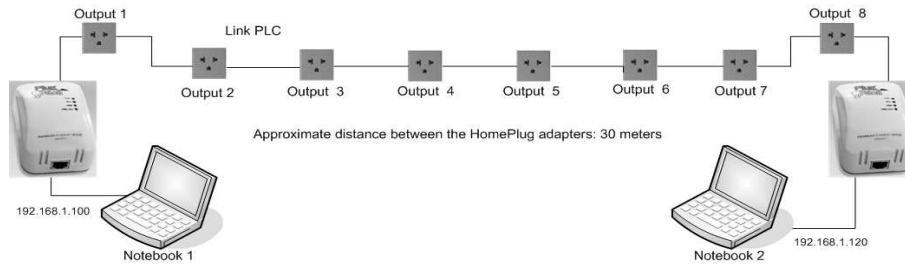 Output 1
Output 8
Link PLC
Output 2
Output 3
Output 4
Output 5
Output 6
Output 7
Approximate distance between the HomePlug adapters: 30 meters
192.168.1.100
192.168.1.120
Notebook 1
Notebook 2